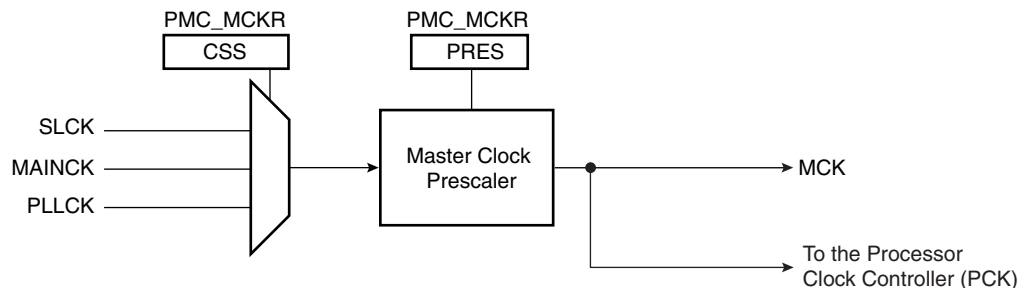 PMC_MCKR
PMC_MCKR
CSS
PRES
SLCK
MAINCK
PLLCK
Master Clock
Prescaler
MCK
To the Processor
Clock Controller (PCK)